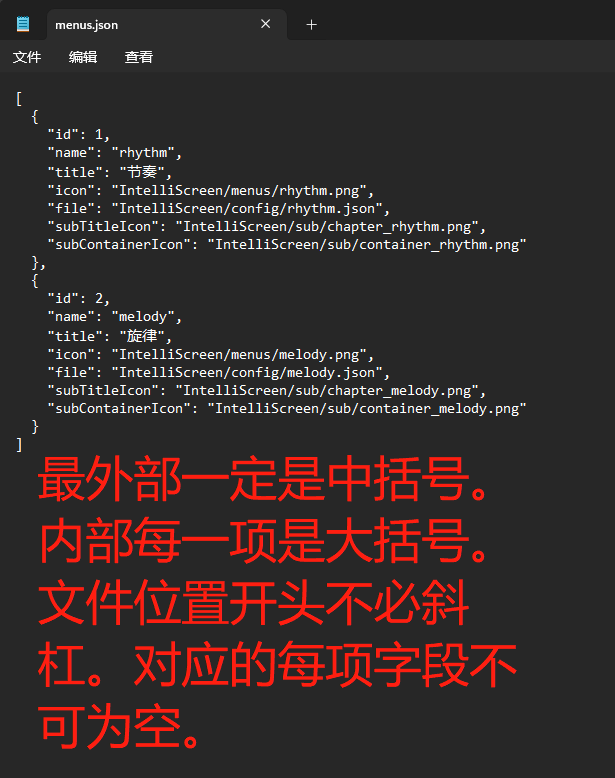 menus.json
文件 编辑 查看
[
  {
    "id": 1,
    "name": "rhythm",
    "title": "节奏",
    "icon": "IntelliScreen/menus/rhythm.png",
    "file": "IntelliScreen/config/rhythm.json",
    "subTitleIcon": "IntelliScreen/sub/chapter_rhythm.png",
    "subContainerIcon": "IntelliScreen/sub/container_rhythm.png"
  },
  {
    "id": 2,
    "name": "melody",
    "title": "旋律",
    "icon": "IntelliScreen/menus/melody.png",
    "file": "IntelliScreen/config/melody.json",
    "subTitleIcon": "IntelliScreen/sub/chapter_melody.png",
    "subContainerIcon": "IntelliScreen/sub/container_melody.png"
  }
]
最外部一定是中括号。
内部每一项是大括号。
文件位置开头不必斜
杠。对应的每项字段不
可为空。